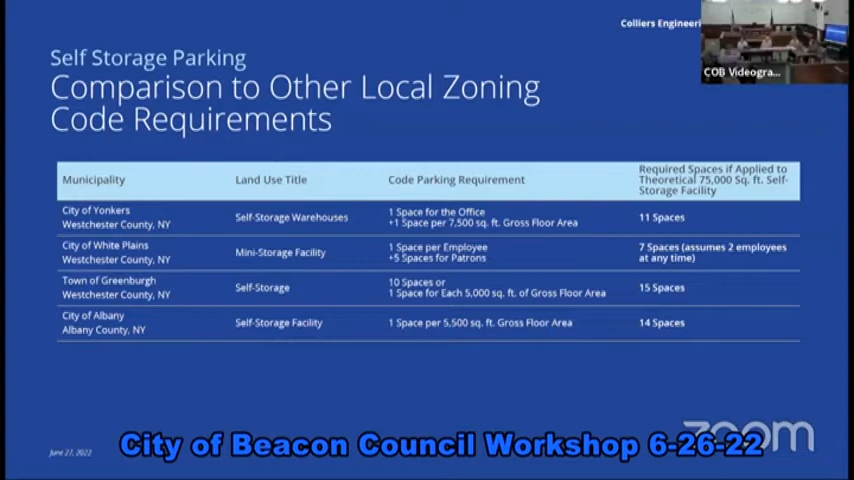 Colliers Engineeri
COB Videogra...
Self Storage Parking
Comparison to Other Local Zoning
Code Requirements
Municipality
Land Use Title
Code Parking Requirement
Required Spaces if Applied to
Theoretical 75,000 Sq. ft. Self-
Storage Facility
City of Yonkers
Westchester County, NY
Self-Storage Warehouses
1 Space for the Office
+1 Space per 7,500 sq. ft. Gross Floor Area
11 Spaces
City of White Plains
Westchester County, NY
Mini-Storage Facility
1 Space per Employee
+5 Spaces for Patrons
7 Spaces (assumes 2 employees
at any time)
Town of Greenburgh
Westchester County, NY
Self-Storage
10 Spaces or
1 Space for Each 5,000 sq. ft. of Gross Floor Area
15 Spaces
City of Albany
Albany County, NY
Self-Storage Facility
1 Space per 5,500 sq. ft. Gross Floor Area
14 Spaces
zoom
June 27, 2022
City of Beacon Council Workshop 6-26-22